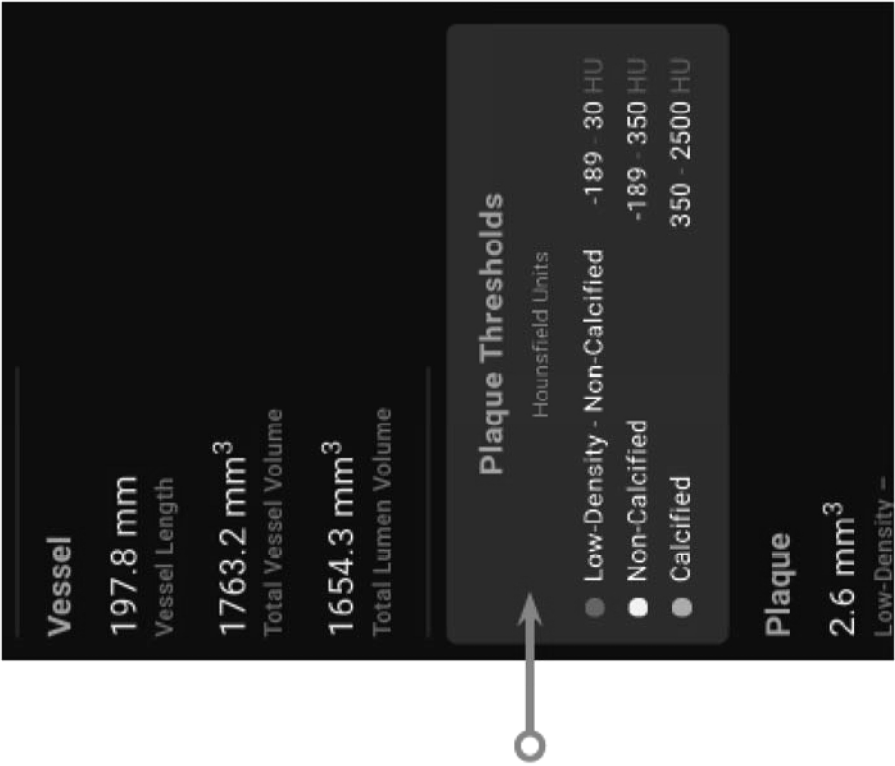 Vessel
197.8 mm
Vessel Length
1763.2 mm³
Total Vessel Volume
1654.3 mm³
Total Lumen Volume
Plaque Thresholds
Hounsfield Units
Low-Density - Non-Calcified -189 - 30 HU
Non-Calcified -189 - 350 HU
Calcified 350 - 2500 HU
Plaque
2.6 mm³
Low-Density –